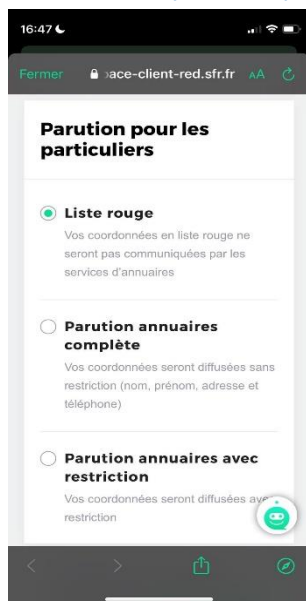 16:47
Fermer ace-client-red.sfr.fr AA
Parution pour les
particuliers
Liste rouge
Vos coordonnées en liste rouge ne
seront pas communiquées par les
services d'annuaires
Parution annuaires
complète
Vos coordonnées seront diffusées sans
restriction (nom, prénom, adresse et
téléphone)
Parution annuaires avec
restriction
Vos coordonnées seront diffusées avec
restriction